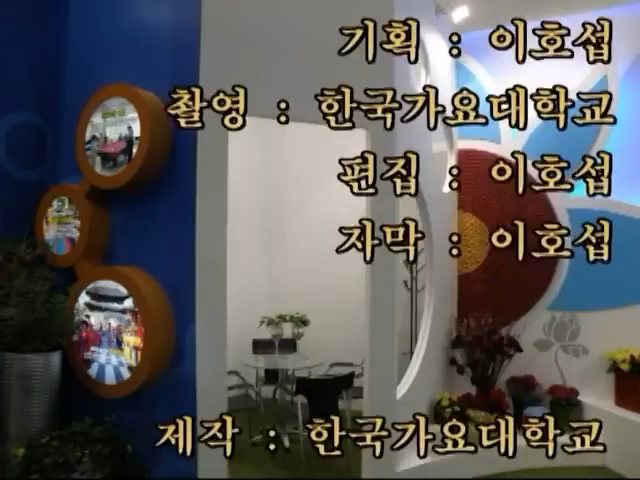 기획 : 이호섭
촬영 : 한국가요대학교
편집 : 이호섭
자막 : 이호섭
제작 : 한국가요대학교